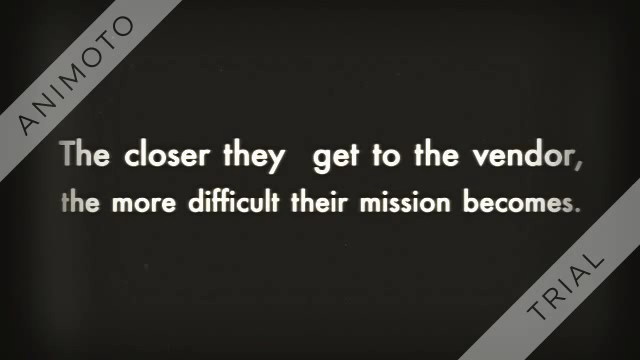 ANIMOTO
The closer they  get to the vendor,
the more difficult their mission becomes.
TRIAL